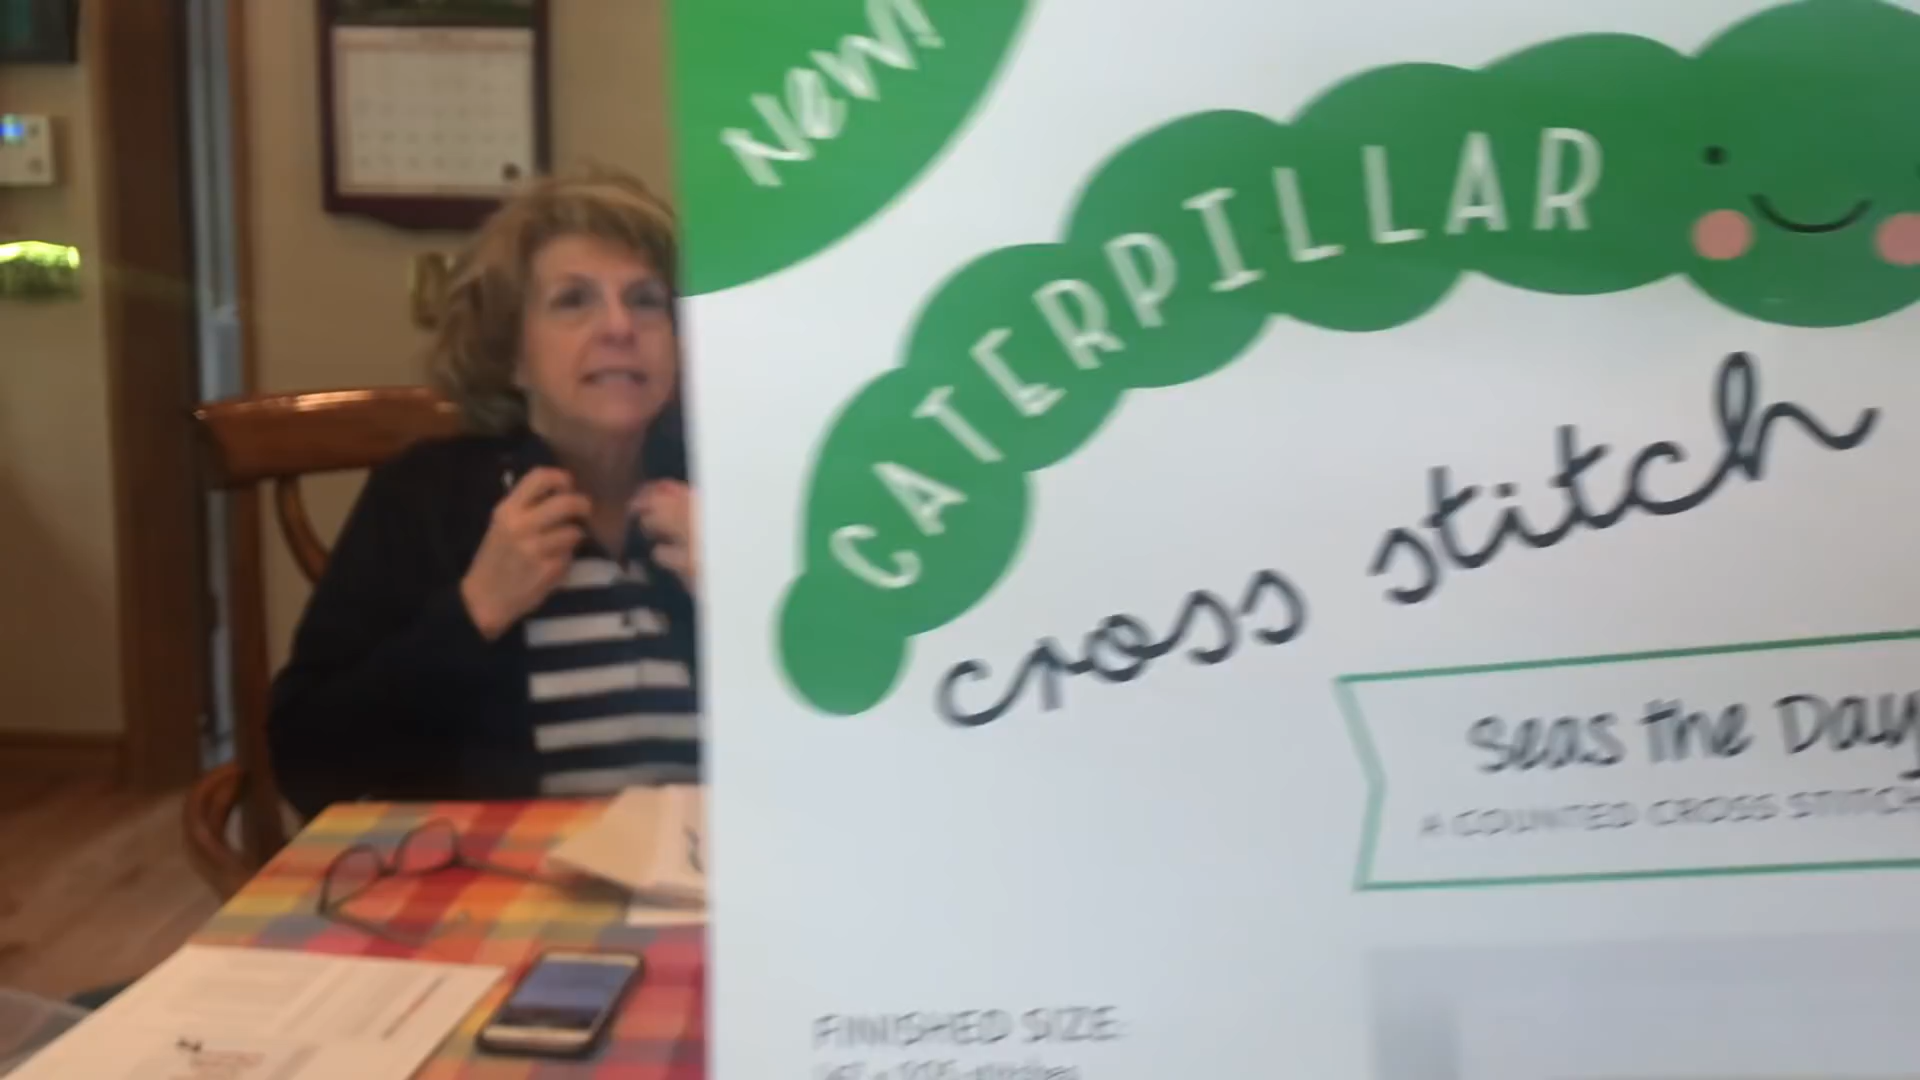 New!
CATERPILLAR
cross stitch
Seas the Day
A COUNTED CROSS STITCH
FINISHED SIZE: